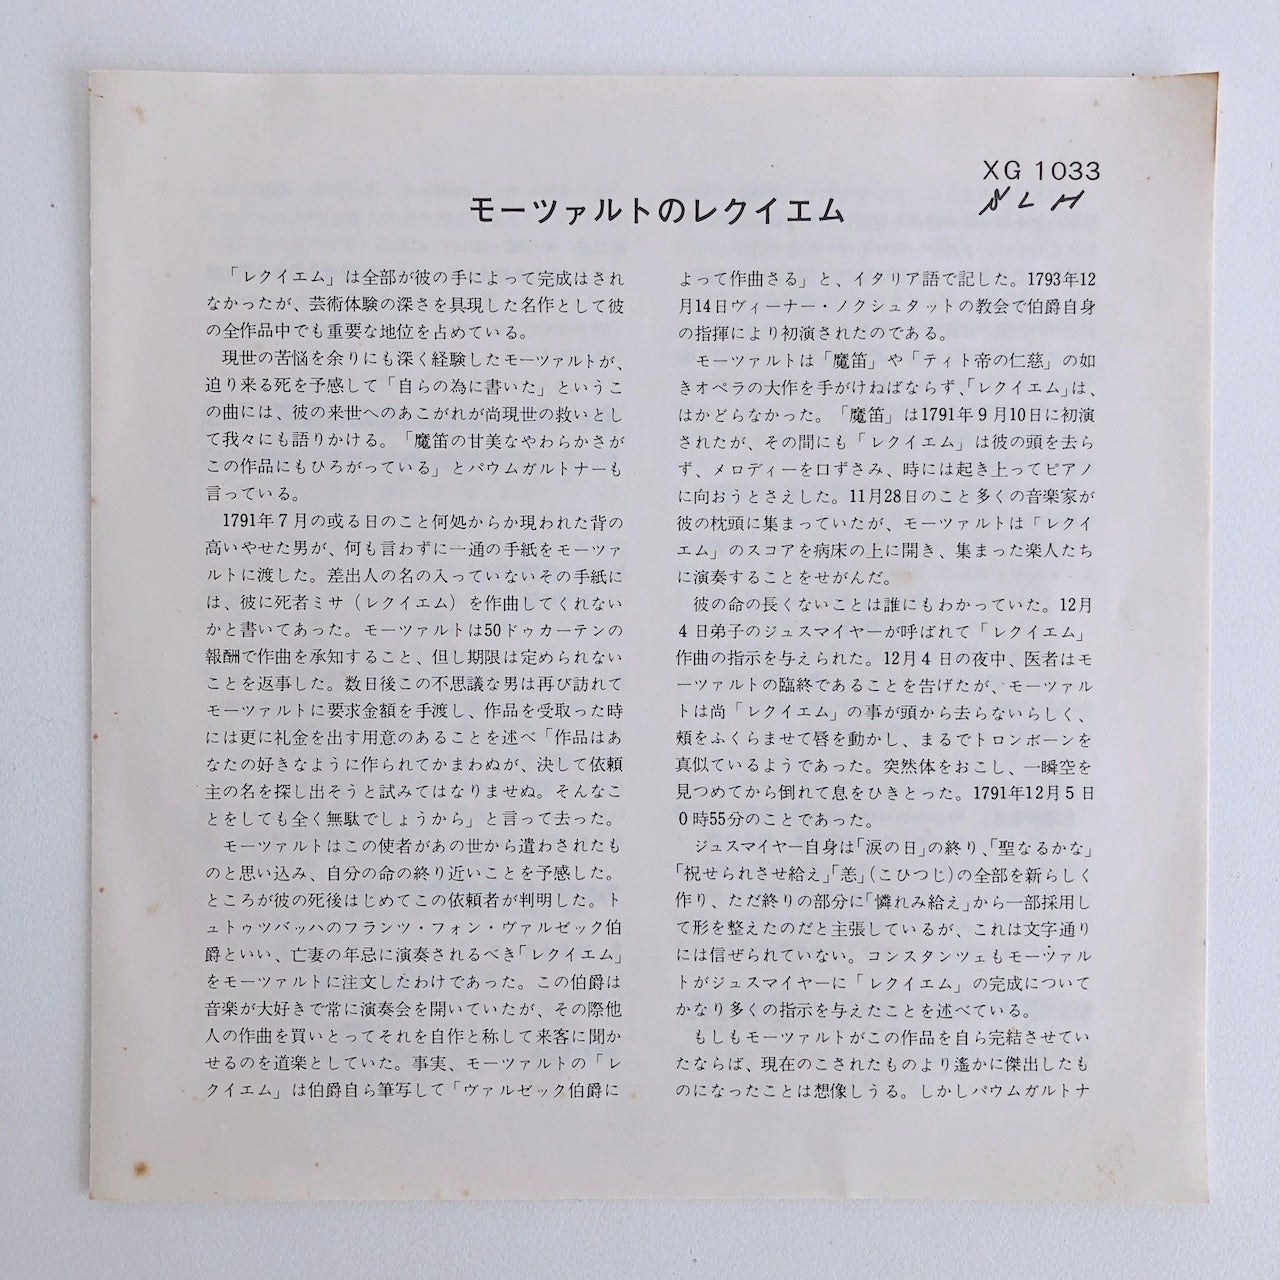 XG 1033
モーツァルトのレクイエム
「レクイエム」は全部が彼の手によって完成はされ
なかったが、芸術体験の深さを具現した名作として彼
の全作品中でも重要な地位を占めている。
現世の苦悩を余りにも深く経験したモーツァルトが、
迫り来る死を予感して「自らの為に書いた」というこ
の曲には、彼の来世へのあこがれが尚現世の救いとし
て我々にも語りかける。「魔笛の甘美なやわらかさが
この作品にもひろがっている」とパウムガルトナーも
言っている。
1791年7月の或る日のこと何処からか現われた背の
高いやせた男が、何も言わずに一通の手紙をモーツァ
ルトに渡した。差出人の名の入っていないその手紙に
は、彼に死者ミサ（レクイエム）を作曲してくれない
かと書いてあった。モーツァルトは50ドゥカーテンの
報酬で作曲を承知すること、但し期限は定められない
ことを返事した。数日後この不思議な男は再び訪れて
モーツァルトに要求金額を手渡し、作品を受取った時
には更に礼金を出す用意のあることを述べ「作品はあ
なたの好きなように作られてかまわぬが、決して依頼
主の名を探し出そうと試みてはなりませぬ。そんなこ
とをしても全く無駄でしょうから」と言って去った。
モーツァルトはこの使者があの世から遣わされたも
のと思い込み、自分の命の終り近いことを予感した。
ところが彼の死後はじめてこの依頼者が判明した。ト
ュトゥツバッハのフランツ・フォン・ヴァルゼック伯
爵といい、亡妻の年忌に演奏されるべき「レクイエム」
をモーツァルトに注文したわけであった。この伯爵は
音楽が大好きで常に演奏会を開いていたが、その際他
人の作曲を買いとってそれを自作と称して来客に聞か
せるのを道楽としていた。事実、モーツァルトの「レ
クイエム」は伯爵自ら筆写して「ヴァルゼック伯爵に
よって作曲さる」と、イタリア語で記した。1793年12
月14日ヴィーナー・ノクシュタットの教会で伯爵自身
の指揮により初演されたのである。
モーツァルトは「魔笛」や「ティト帝の仁慈」の如
きオペラの大作を手がけねばならず、「レクイエム」は、
はかどらなかった。「魔笛」は1791年9月10日に初演
されたが、その間にも「レクイエム」は彼の頭を去ら
ず、メロディーを口ずさみ、時には起き上ってピアノ
に向おうとさえした。11月28日のこと多くの音楽家が
彼の枕頭に集まっていたが、モーツァルトは「レクイ
エム」のスコアを病床の上に開き、集まった楽人たち
に演奏することをせがんだ。
彼の命の長くないことは誰にもわかっていた。12月
4日弟子のジュスマイヤーが呼ばれて「レクイエム」
作曲の指示を与えられた。12月4日の夜中、医者はモ
ーツァルトの臨終であることを告げたが、モーツァル
トは尚「レクイエム」の事が頭から去らないらしく、
頬をふくらませて唇を動かし、まるでトロンボーンを
真似ているようであった。突然体をおこし、一瞬空を
見つめてから倒れて息をひきとった。1791年12月5日
0時55分のことであった。
ジュスマイヤー自身は「涙の日」の終り、「聖なるかな」
「祝せられさせ給え」「恙」（こひつじ）の全部を新らしく
作り、ただ終りの部分に「憐れみ給え」から一部採用し
て形を整えたのだと主張しているが、これは文字通り
には信ぜられていない。コンスタンツェもモーツァル
トがジュスマイヤーに「レクイエム」の完成について
かなり多くの指示を与えたことを述べている。
もしもモーツァルトがこの作品を自ら完結させてい
たならば、現在のこされたものより遙かに傑出したも
のになったことは想像しうる。しかしパウムガルトナ